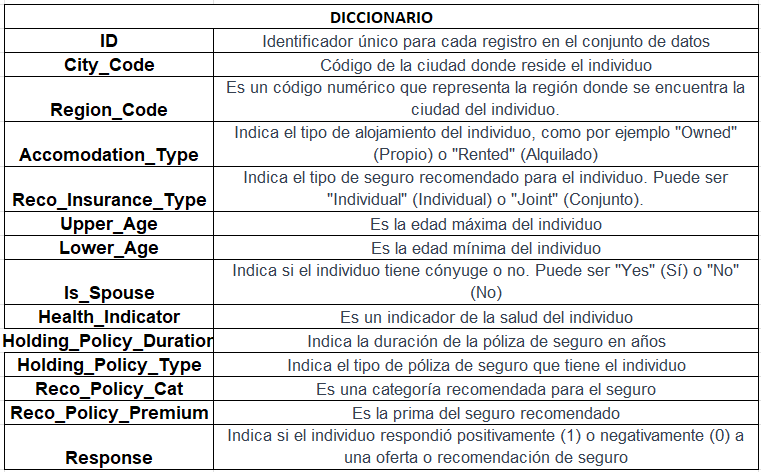 DICCIONARIO
ID
Identificador único para cada registro en el conjunto de datos
City_Code
Código de la ciudad donde reside el individuo
Region_Code
Es un código numérico que representa la región donde se encuentra la
ciudad del individuo.
Accomodation_Type
Indica el tipo de alojamiento del individuo, como por ejemplo "Owned"
(Propio) o "Rented" (Alquilado)
Reco_Insurance_Type
Indica el tipo de seguro recomendado para el individuo. Puede ser
"Individual" (Individual) o "Joint" (Conjunto).
Upper_Age
Es la edad máxima del individuo
Lower_Age
Es la edad mínima del individuo
Is_Spouse
Indica si el individuo tiene cónyuge o no. Puede ser "Yes" (Sí) o "No"
(No)
Health_Indicator
Es un indicador de la salud del individuo
Holding_Policy_Duration
Indica la duración de la póliza de seguro en años
Holding_Policy_Type
Indica el tipo de póliza de seguro que tiene el individuo
Reco_Policy_Cat
Es una categoría recomendada para el seguro
Reco_Policy_Premium
Es la prima del seguro recomendado
Response
Indica si el individuo respondió positivamente (1) o negativamente (0) a
una oferta o recomendación de seguro